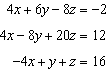 4x + 6y − 8z = −2
4x − 8y + 20z = 12
−4x + y + z = 16